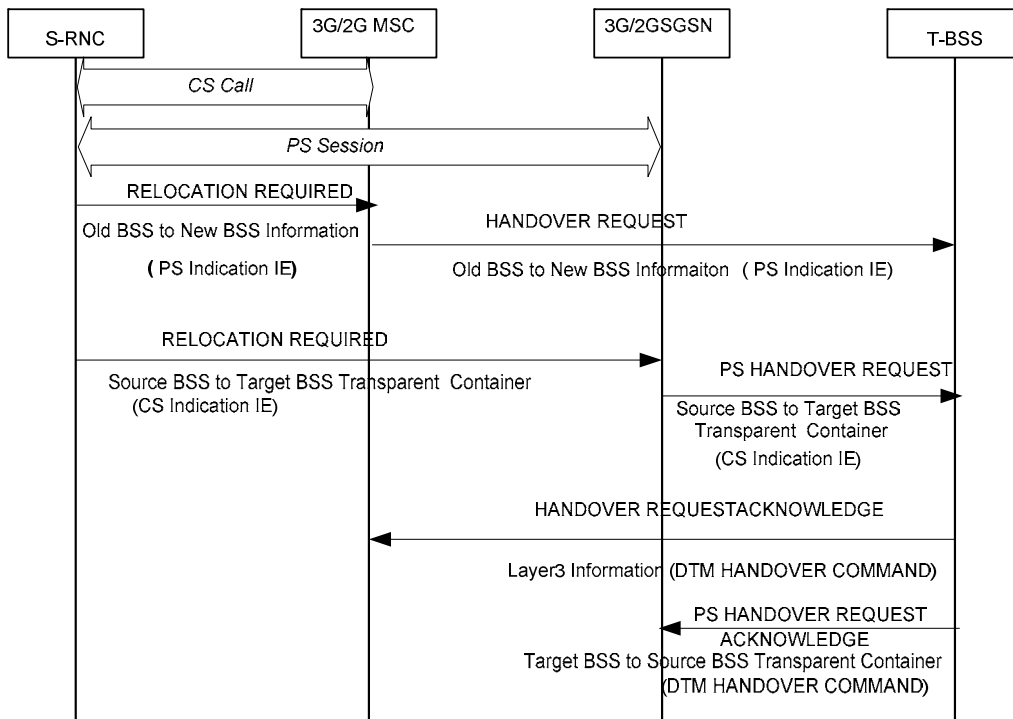 S-RNC
3G/2G MSC
3G/2GSGSN
T-BSS
CS Call
PS Session
RELOCATION REQUIRED
Old BSS to New BSS Information
( PS Indication IE)
HANDOVER REQUEST
Old BSS to New BSS Informaiton ( PS Indication IE)
RELOCATION REQUIRED
Source BSS to Target BSS Transparent Container
(CS Indication IE)
PS HANDOVER REQUEST
Source BSS to Target BSS
Transparent Container
(CS Indication IE)
HANDOVER REQUESTACKNOWLEDGE
Layer3 Information (DTM HANDOVER COMMAND)
PS HANDOVER REQUEST
ACKNOWLEDGE
Target BSS to Source BSS Transparent Container
(DTM HANDOVER COMMAND)